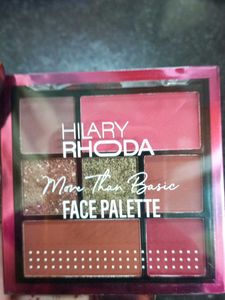 HILARY
RHODA
More Than Basic
FACE PALETTE